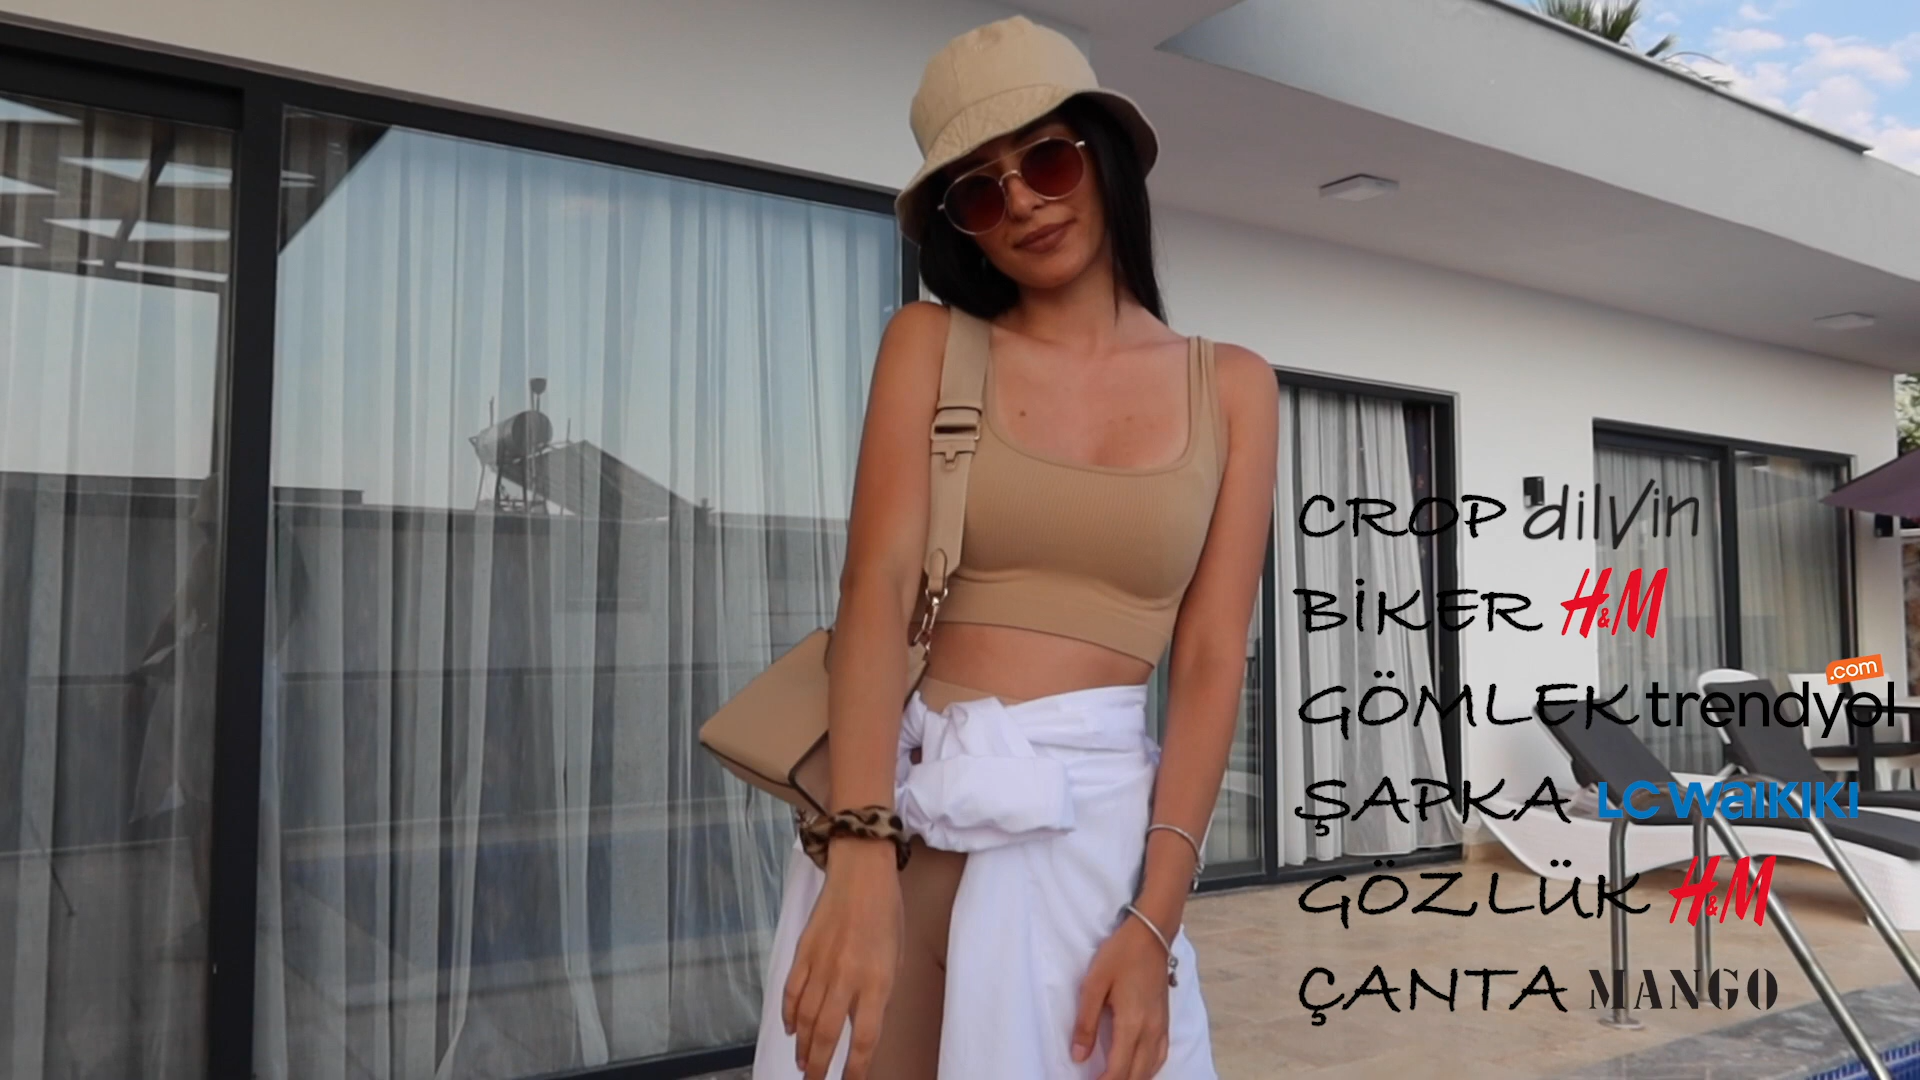 CROP dilvin
BİKER H&M
GÖMLEK trendyol .com
ŞAPKA LC WAIKIKI
GÖZLÜK H&M
ÇANTA MANGO